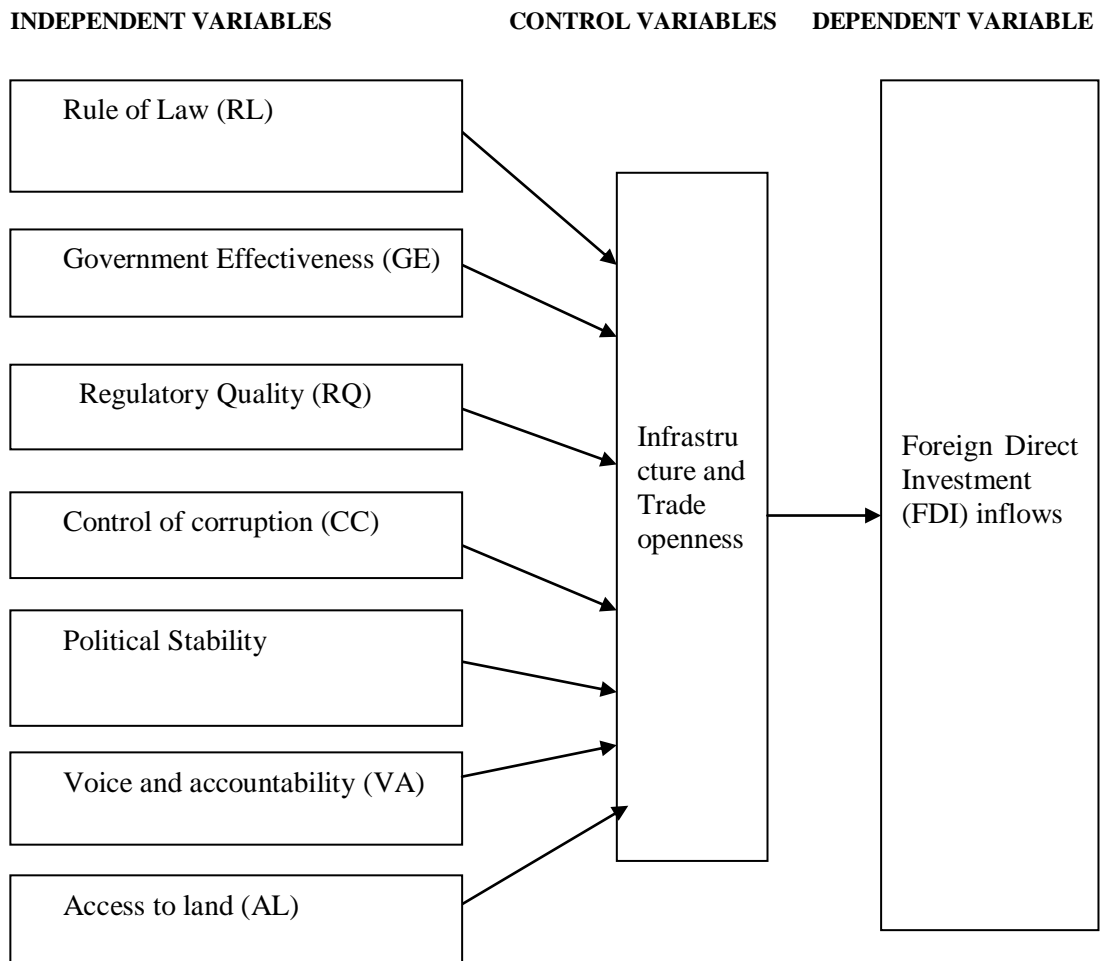 INDEPENDENT VARIABLES CONTROL VARIABLES DEPENDENT VARIABLE
Rule of Law (RL)
Government Effectiveness (GE)
Regulatory Quality (RQ)
Control of corruption (CC)
Political Stability
Voice and accountability (VA)
Access to land (AL)
Infrastru
cture and
Trade
openness
Foreign Direct
Investment
(FDI) inflows